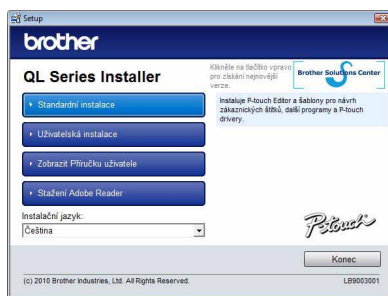 Setup
brother
QL Series Installer
Klikněte na tlačítko vpravo
pro získání nejnovější
verze.
Brother Solutions Center
Standardní instalace
Uživatelská instalace
Zobrazit Příručku uživatele
Stažení Adobe Reader
Instaluje P-touch Editor a šablony pro návrh
zákaznických štítků, další programy a P-touch
drivery.
Instalační jazyk:
Čeština
P-touch
Konec
(c) 2010 Brother Industries, Ltd. All Rights Reserved.
LB9003001